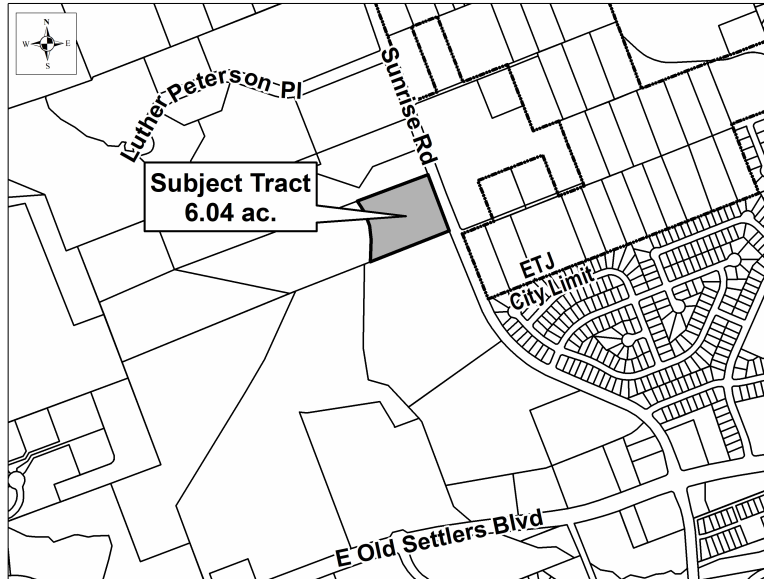 N
W E
S
Luther Peterson Pl
Sunrise Rd
Subject Tract
6.04 ac.
ETJ
City Limit
E Old Settlers Blvd